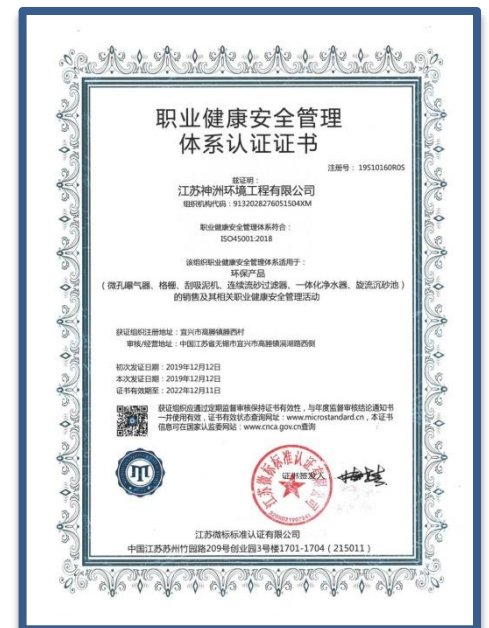 职业健康安全管理
体系认证证书
注册号：19S10160R0S
兹证明：
江苏神洲环境工程有限公司
组织机构代码：9132028276051504XM
职业健康安全管理体系符合：
ISO45001:2018
该组织职业健康安全管理体系适用于：
环保产品
（微孔曝气器、格栅、刮吸泥机、连续流砂过滤器、一体化净水器、旋流沉砂池）
的销售及其相关职业健康安全管理活动
获证组织注册地址：宜兴市高塍镇塍西村
审核/经营地址：中国江苏省无锡市宜兴市高塍镇滆湖路西侧
初次发证日期：2019年12月12日
本次发证日期：2019年12月12日
证书有效期至：2022年12月11日
获证组织应通过定期监督审核保持证书有效性，与年度监督审核结论通知书
一并使用有效，证书有效状态查询网址：www.microstandard.cn，本证书
信息可在国家认监委网站：www.cnca.gov.cn查询
证书签发人
江苏微标标准认证有限公司
江苏微标标准认证有限公司
中国江苏苏州竹园路209号创业园3号楼1701-1704（215011）